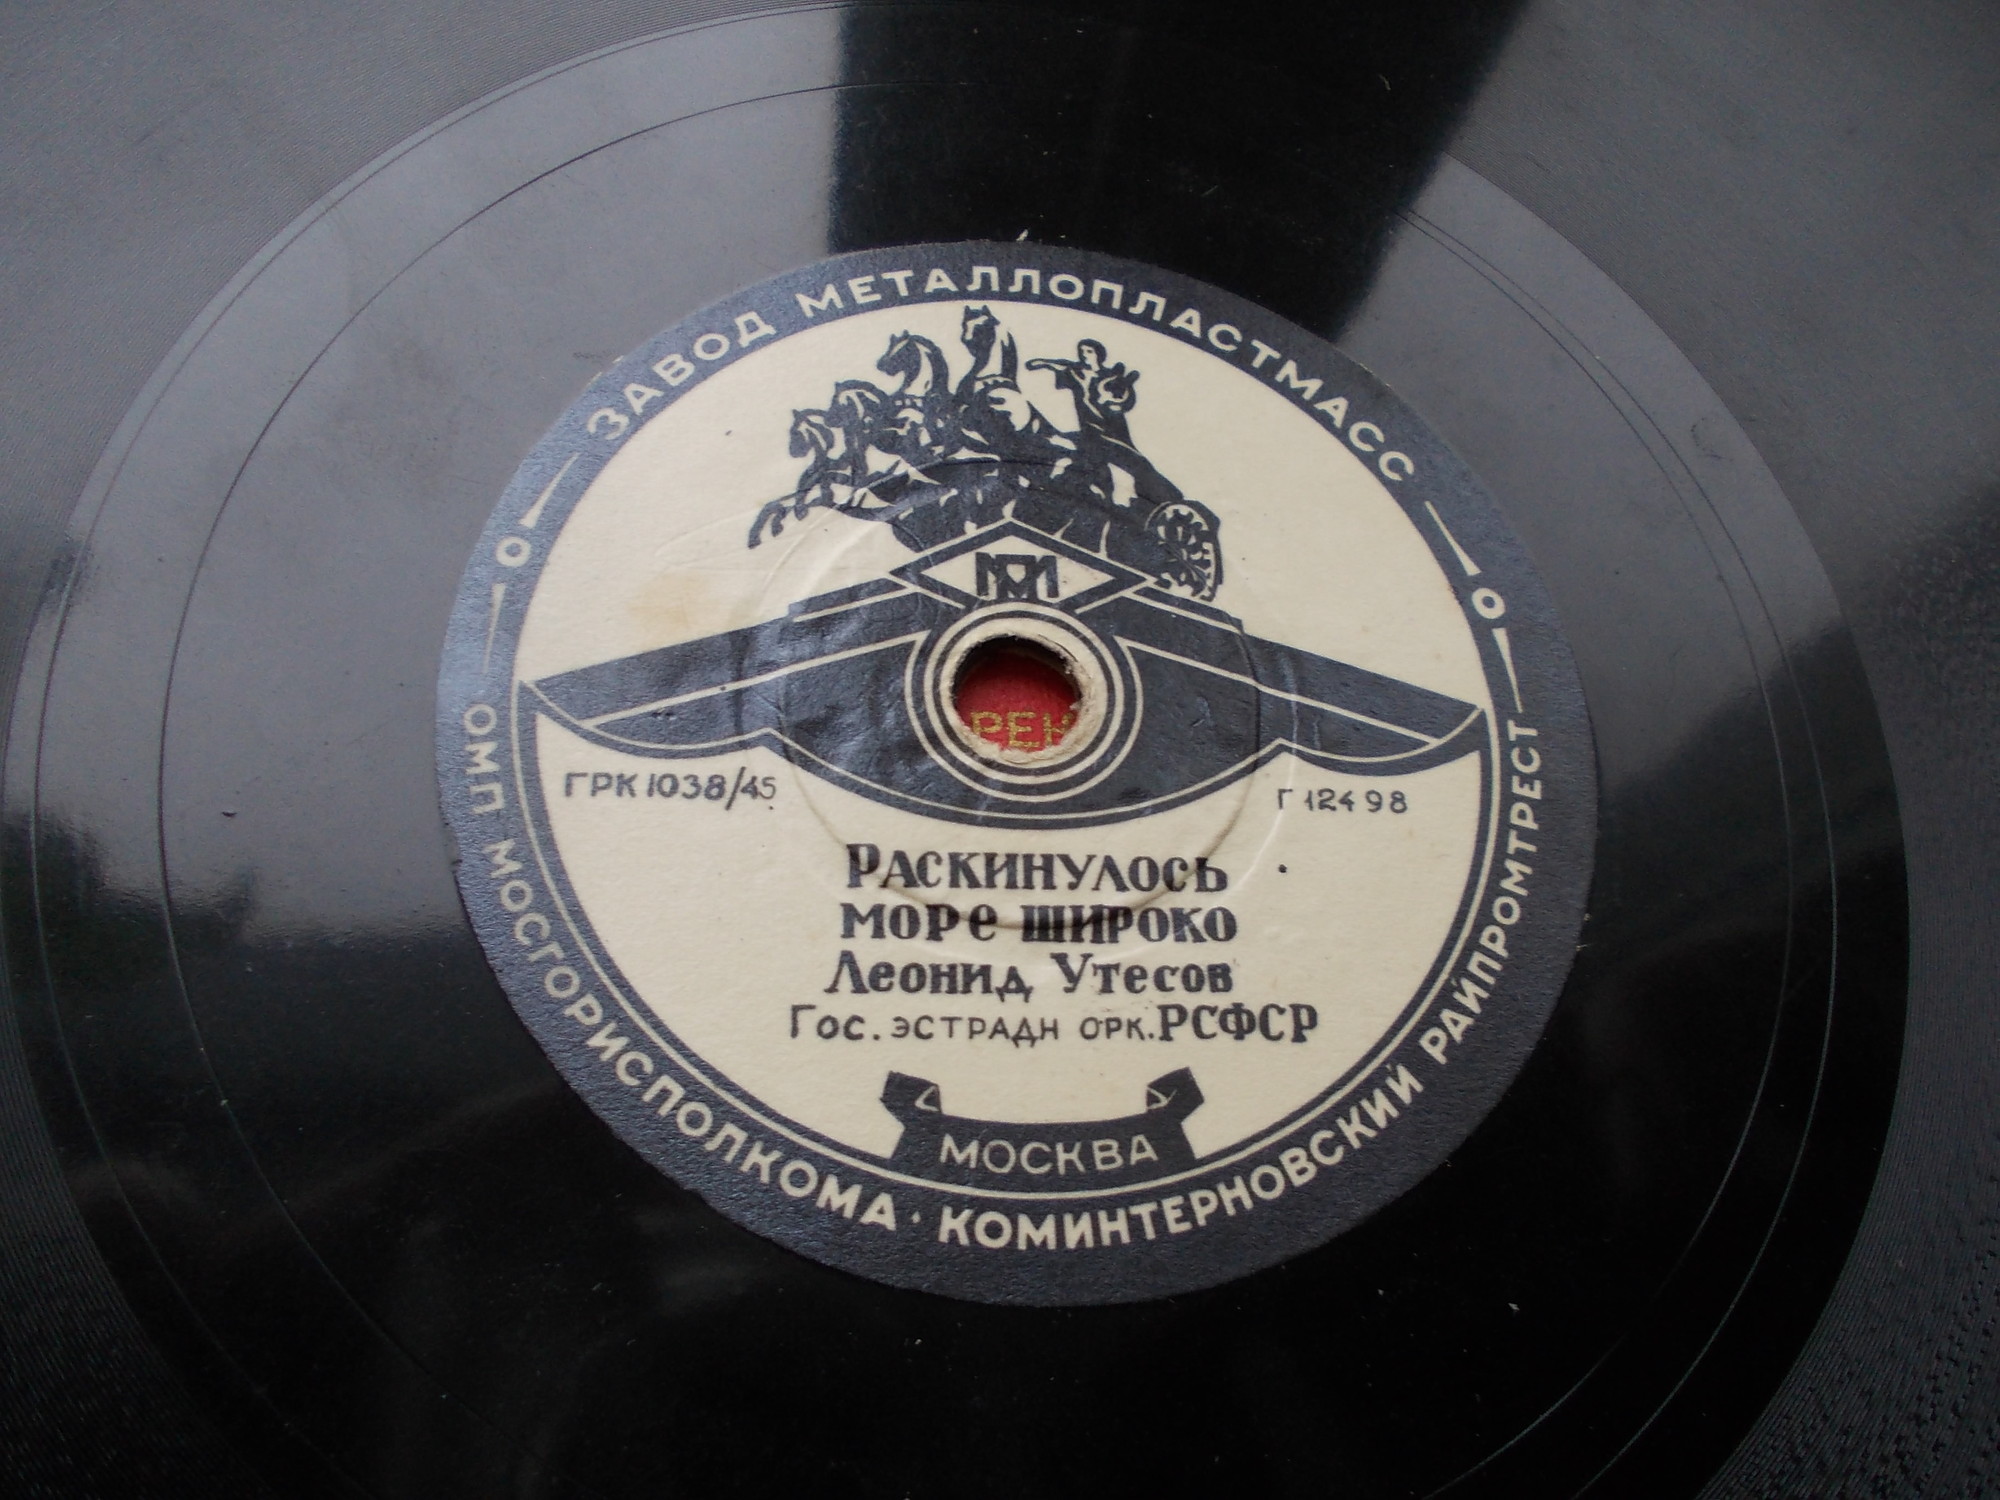 ЗАВОД МЕТАЛЛОПЛАСТМАСС
ГРК 1038/45
Г 12498
РАСКИНУЛОСЬ
МОРЕ ШИРОКО
Леонид Утесов
Гос. эстрадн орк. РСФСР
МОСКВА
ОМП МОСГОРИСПОЛКОМА · КОМИНТЕРНОВСКИЙ РАЙПРОМТРЕСТ
РЕК